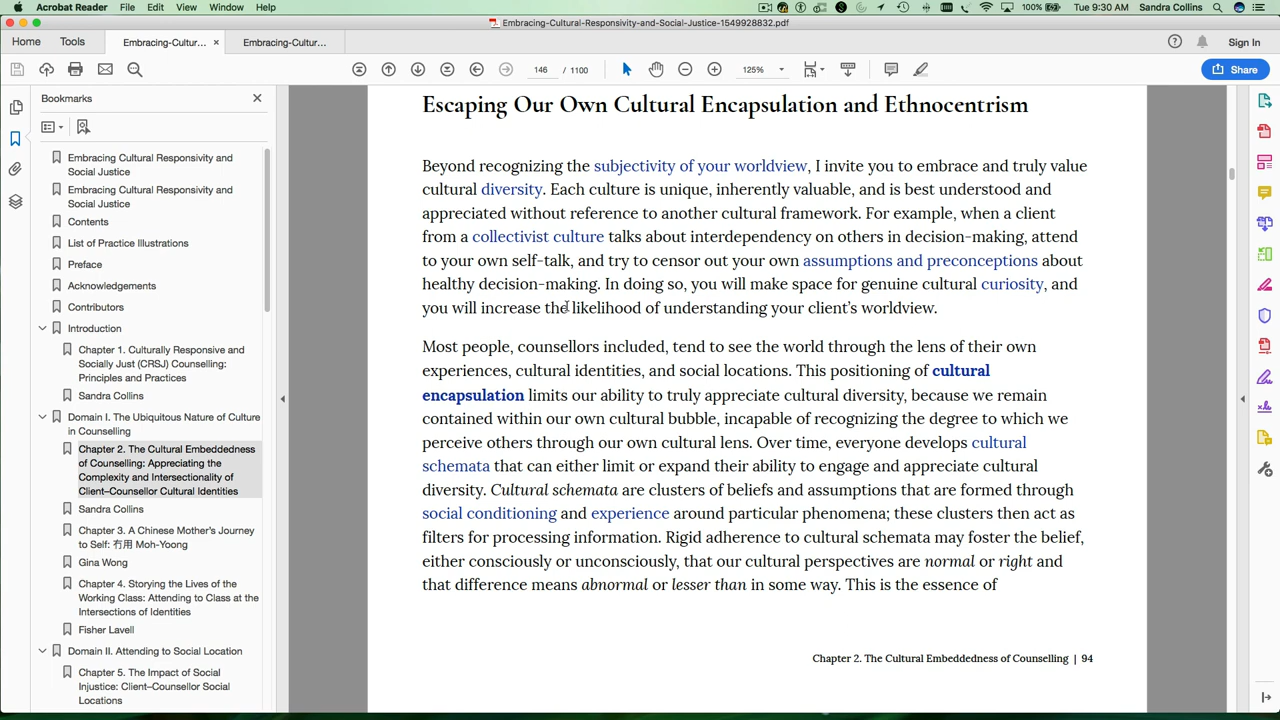 Acrobat Reader File Edit View Window Help 100% Tue 9:30 AM Sandra Collins
Embracing-Cultural-Responsivity-and-Social-Justice-1549928832.pdf
Home Tools Embracing-Cultur... × Embracing-Cultur... Sign In
146 / 1100 125% Share
Bookmarks
Embracing Cultural Responsivity and
Social Justice
Embracing Cultural Responsivity and
Social Justice
Contents
List of Practice Illustrations
Preface
Acknowledgements
Contributors
Introduction
Chapter 1. Culturally Responsive and
Socially Just (CRSJ) Counselling:
Principles and Practices
Sandra Collins
Domain I. The Ubiquitous Nature of Culture
in Counselling
Chapter 2. The Cultural Embeddedness
of Counselling: Appreciating the
Complexity and Intersectionality of
Client–Counsellor Cultural Identities
Sandra Collins
Chapter 3. A Chinese Mother’s Journey
to Self: 冇用 Moh-Yoong
Gina Wong
Chapter 4. Storying the Lives of the
Working Class: Attending to Class at the
Intersections of Identities
Fisher Lavell
Domain II. Attending to Social Location
Chapter 5. The Impact of Social
Injustice: Client–Counsellor Social
Locations
Escaping Our Own Cultural Encapsulation and Ethnocentrism
Beyond recognizing the subjectivity of your worldview, I invite you to embrace and truly value
cultural diversity. Each culture is unique, inherently valuable, and is best understood and
appreciated without reference to another cultural framework. For example, when a client
from a collectivist culture talks about interdependency on others in decision-making, attend
to your own self-talk, and try to censor out your own assumptions and preconceptions about
healthy decision-making. In doing so, you will make space for genuine cultural curiosity, and
you will increase the likelihood of understanding your client’s worldview.
Most people, counsellors included, tend to see the world through the lens of their own
experiences, cultural identities, and social locations. This positioning of cultural
encapsulation limits our ability to truly appreciate cultural diversity, because we remain
contained within our own cultural bubble, incapable of recognizing the degree to which we
perceive others through our own cultural lens. Over time, everyone develops cultural
schemata that can either limit or expand their ability to engage and appreciate cultural
diversity. Cultural schemata are clusters of beliefs and assumptions that are formed through
social conditioning and experience around particular phenomena; these clusters then act as
filters for processing information. Rigid adherence to cultural schemata may foster the belief,
either consciously or unconsciously, that our cultural perspectives are normal or right and
that difference means abnormal or lesser than in some way. This is the essence of
Chapter 2. The Cultural Embeddedness of Counselling | 94